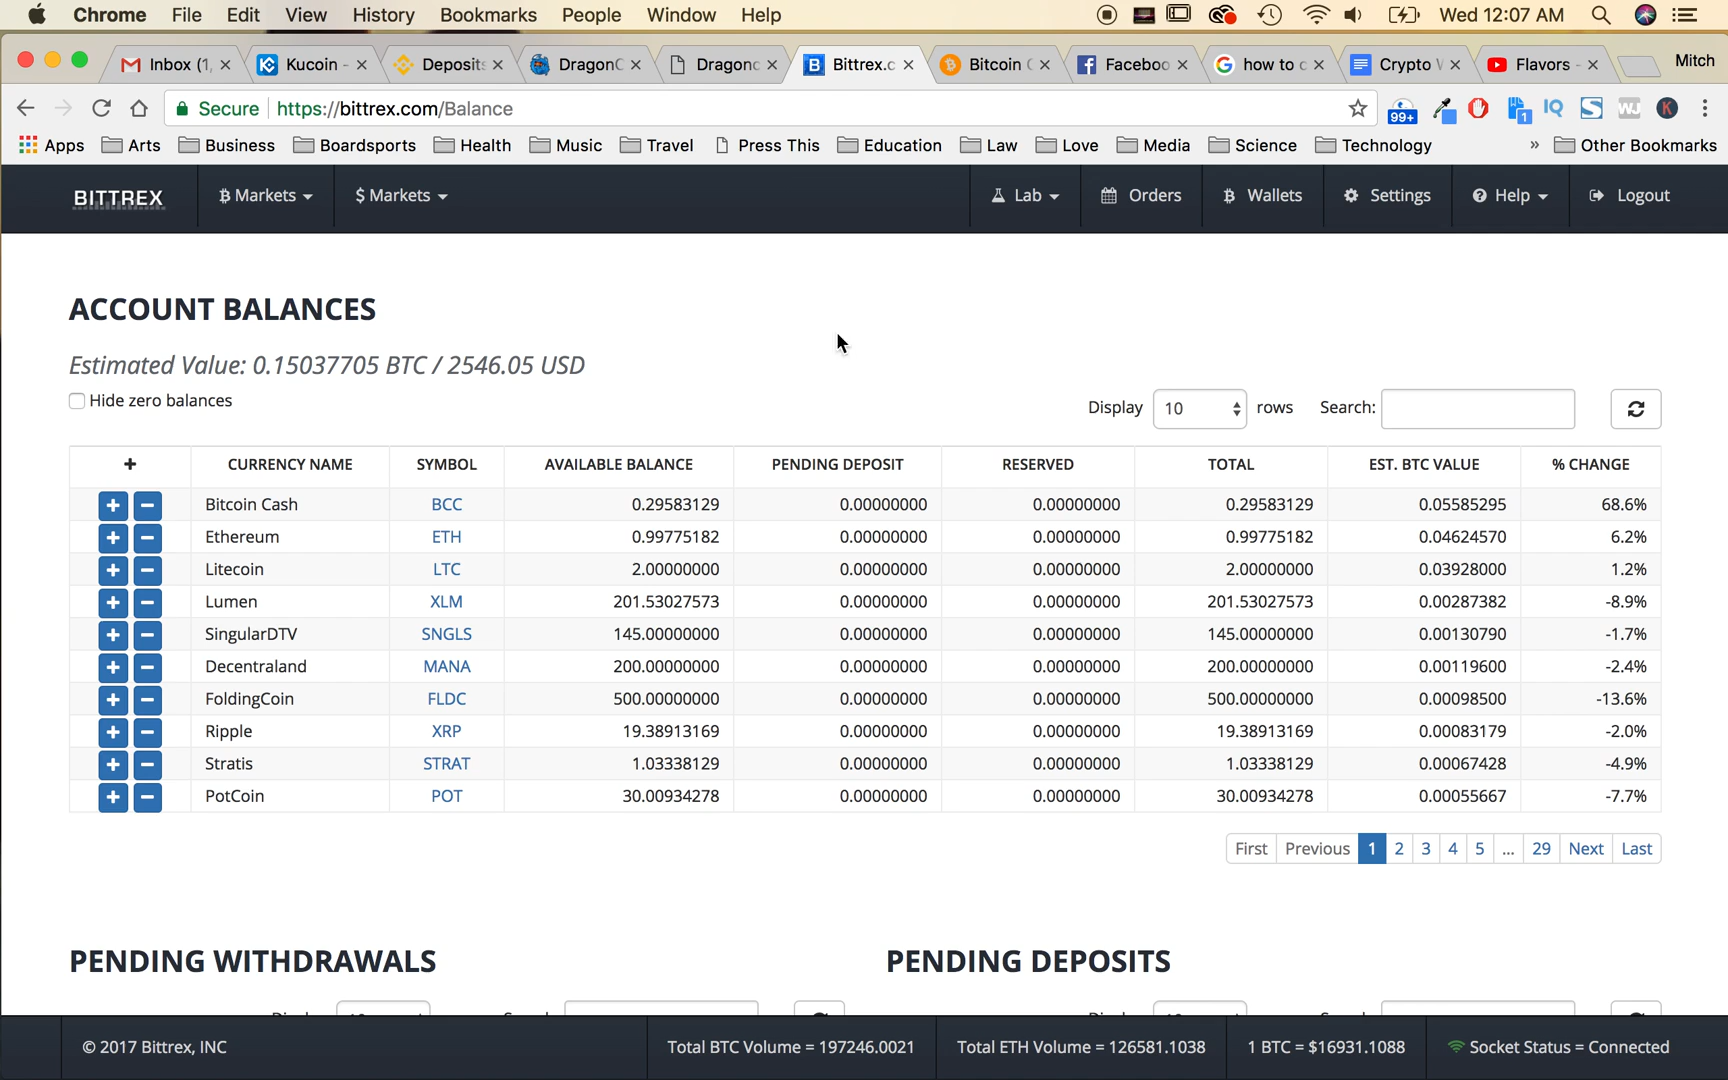 Chrome File Edit View History Bookmarks People Window Help Wed 12:07 AM
Inbox (1, Kucoin - Deposits DragonC Dragonc Bittrex.c Bitcoin ( Faceboo how to c Crypto W Flavors - Mitch
Secure https://bittrex.com/Balance 99+ 1 IQ S WJ K
Apps Arts Business Boardsports Health Music Travel Press This Education Law Love Media Science Technology » Other Bookmarks
BITTREX Markets $ Markets Lab Orders Wallets Settings Help Logout
ACCOUNT BALANCES
Estimated Value: 0.15037705 BTC / 2546.05 USD
Hide zero balances
Display 10 rows Search:
+ CURRENCY NAME SYMBOL AVAILABLE BALANCE PENDING DEPOSIT RESERVED TOTAL EST. BTC VALUE % CHANGE
+ − Bitcoin Cash BCC 0.29583129 0.00000000 0.00000000 0.29583129 0.05585295 68.6%
+ − Ethereum ETH 0.99775182 0.00000000 0.00000000 0.99775182 0.04624570 6.2%
+ − Litecoin LTC 2.00000000 0.00000000 0.00000000 2.00000000 0.03928000 1.2%
+ − Lumen XLM 201.53027573 0.00000000 0.00000000 201.53027573 0.00287382 -8.9%
+ − SingularDTV SNGLS 145.00000000 0.00000000 0.00000000 145.00000000 0.00130790 -1.7%
+ − Decentraland MANA 200.00000000 0.00000000 0.00000000 200.00000000 0.00119600 -2.4%
+ − FoldingCoin FLDC 500.00000000 0.00000000 0.00000000 500.00000000 0.00098500 -13.6%
+ − Ripple XRP 19.38913169 0.00000000 0.00000000 19.38913169 0.00083179 -2.0%
+ − Stratis STRAT 1.03338129 0.00000000 0.00000000 1.03338129 0.00067428 -4.9%
+ − PotCoin POT 30.00934278 0.00000000 0.00000000 30.00934278 0.00055667 -7.7%
First Previous 1 2 3 4 5 ... 29 Next Last
PENDING WITHDRAWALS PENDING DEPOSITS
© 2017 Bittrex, INC Total BTC Volume = 197246.0021 Total ETH Volume = 126581.1038 1 BTC = $16931.1088 Socket Status = Connected